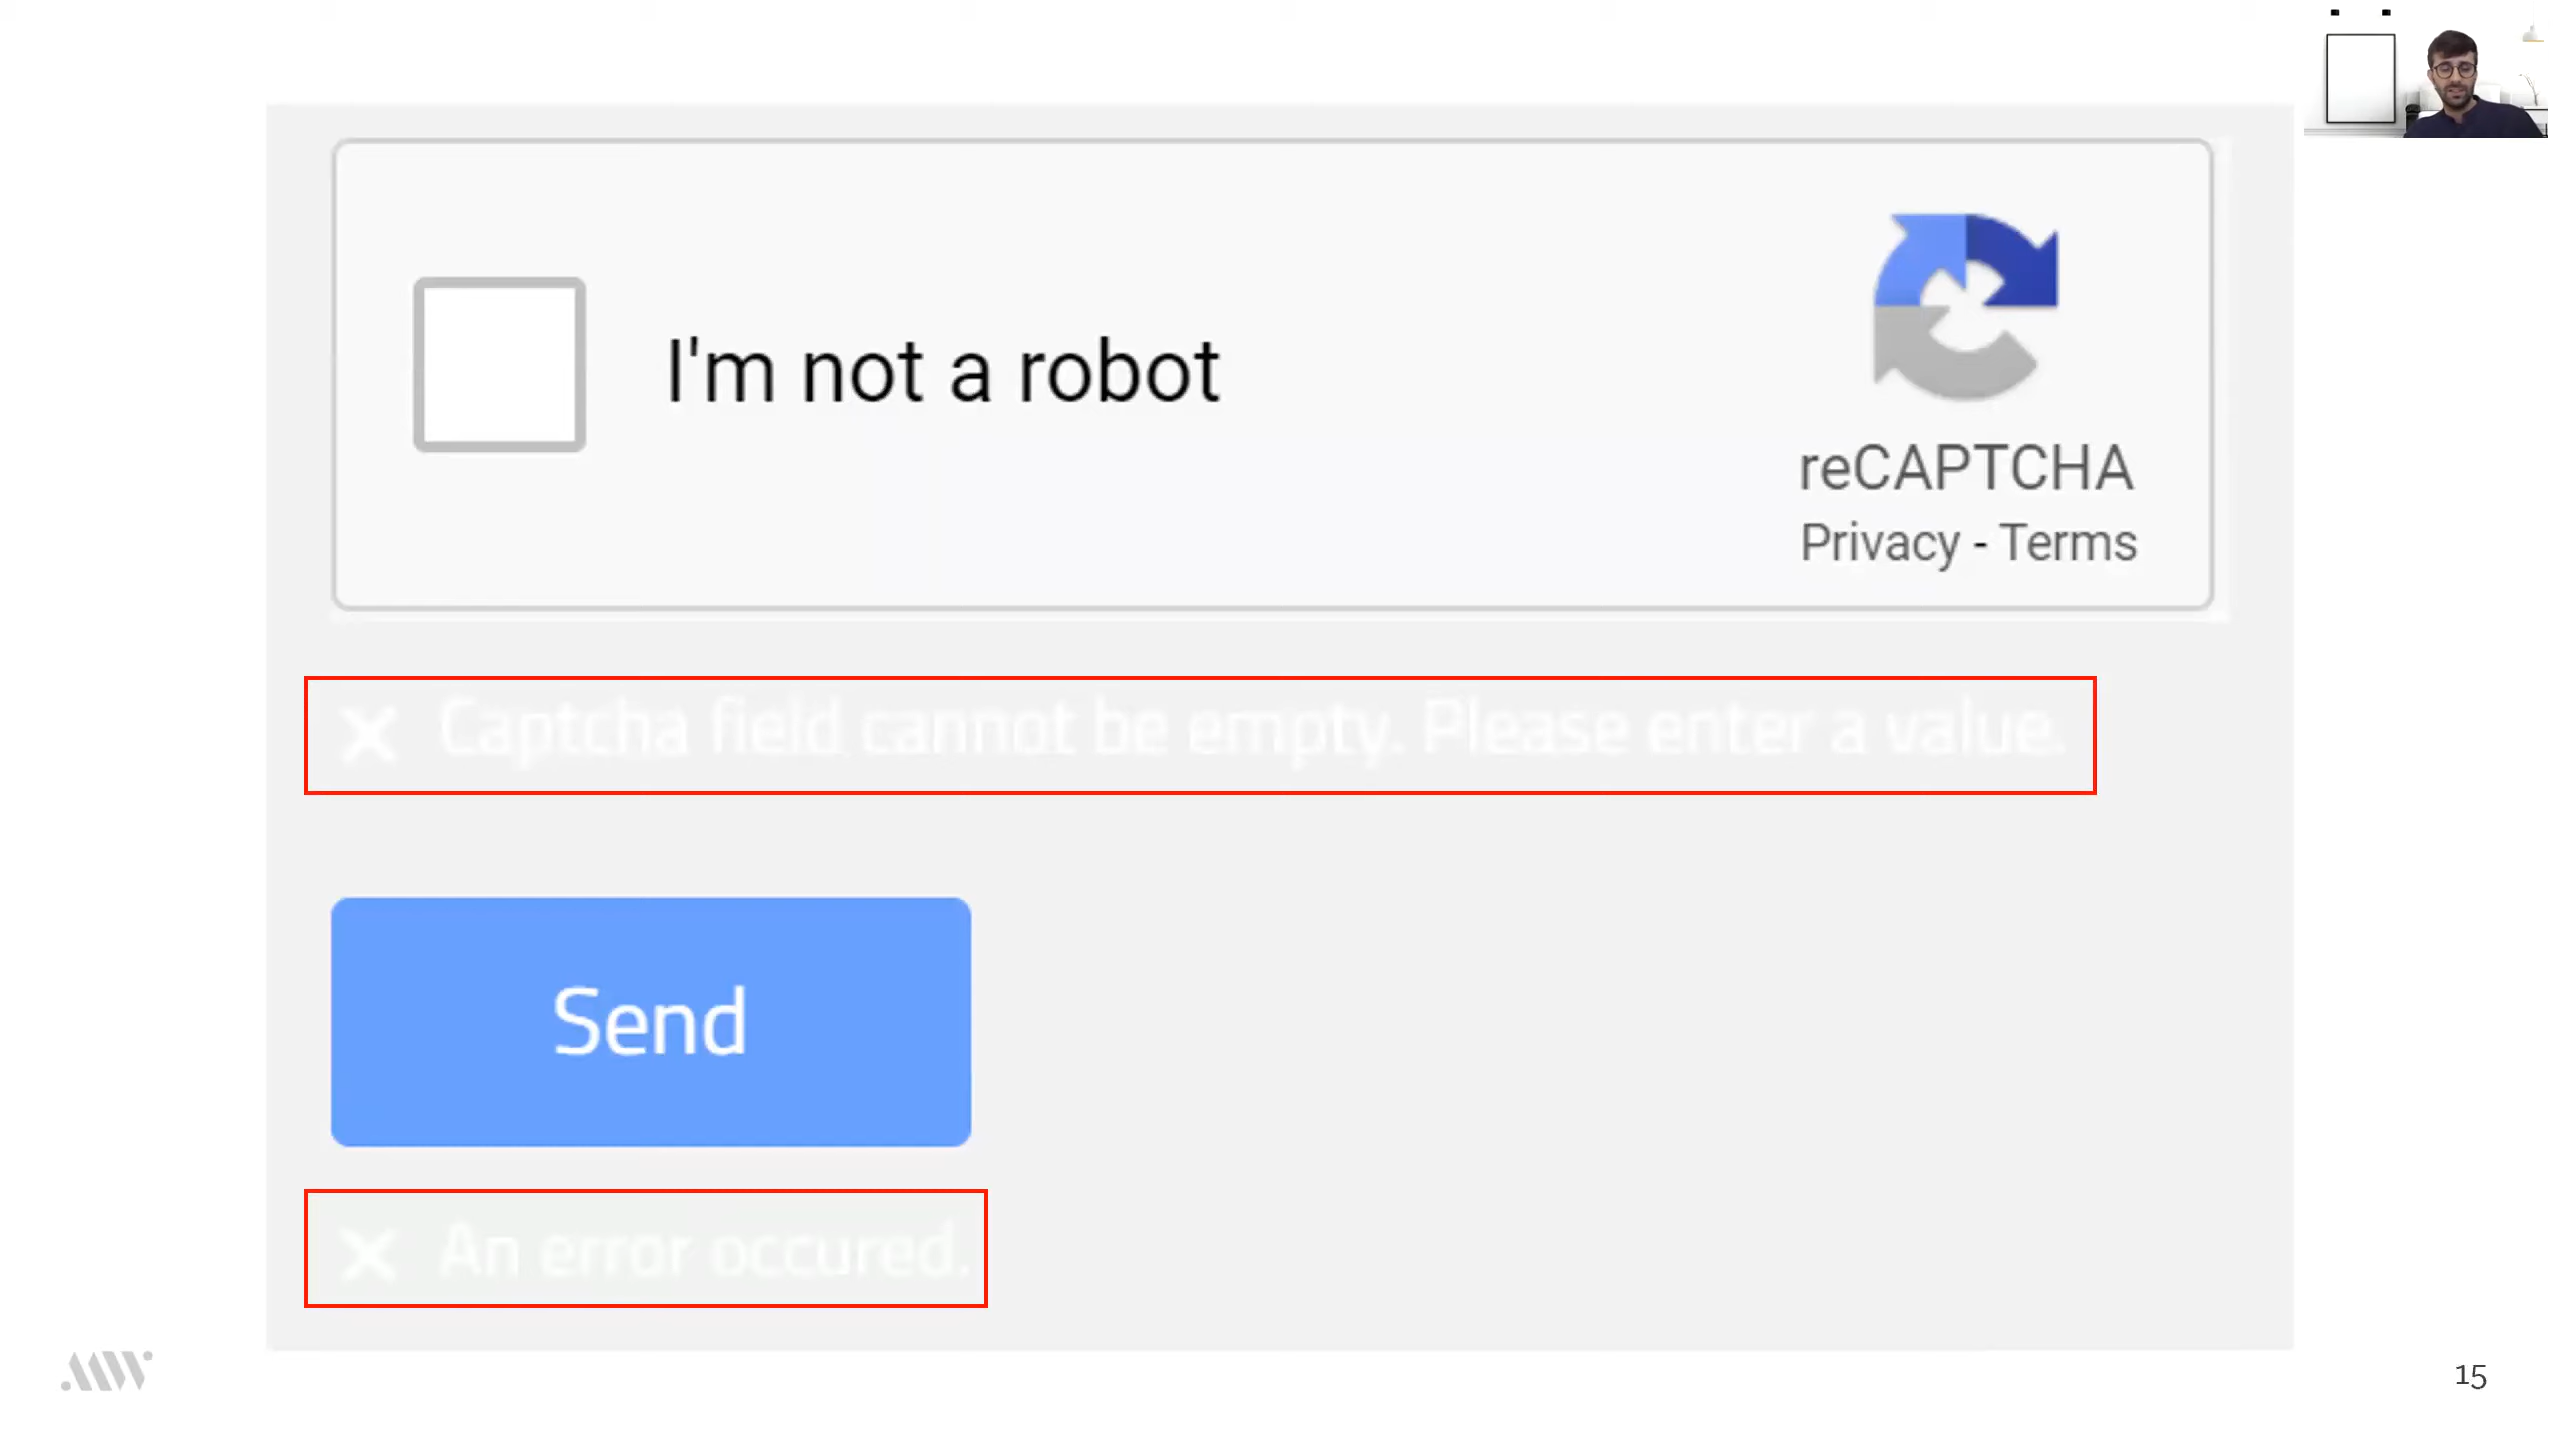 I'm not a robot
reCAPTCHA
Privacy - Terms
Captcha field cannot be empty. Please enter a value.
Send
An error occured.
15